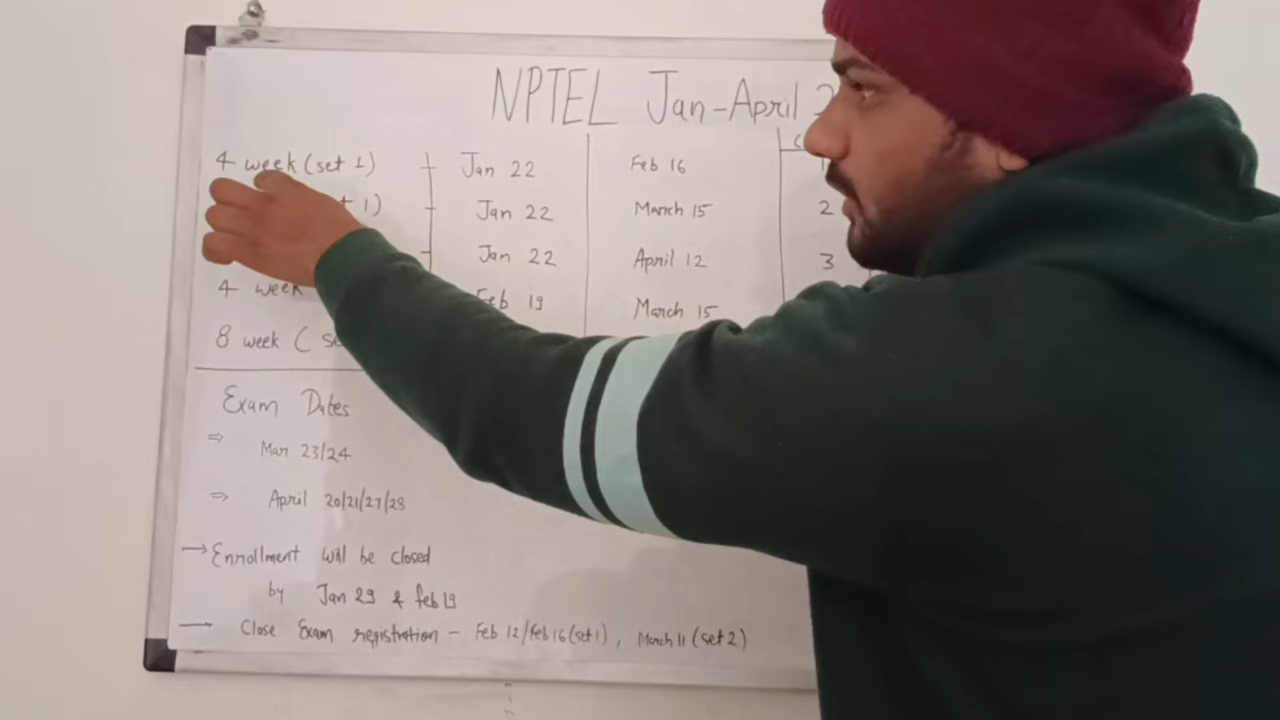 NPTEL Jan-April 2
4 week (set 1) Jan 22 Feb 16
1) Jan 22 March 15 2
Jan 22 April 12 3
4 week Feb 19 March 15
8 week (
Exam Dates
⇒ Mar 23/24
⇒ April 20/21/27/28
→ Enrollment will be closed
by Jan 29 & feb 19
— Close Exam registration - Feb 12/feb 16 (set 1), March 11 (set 2)